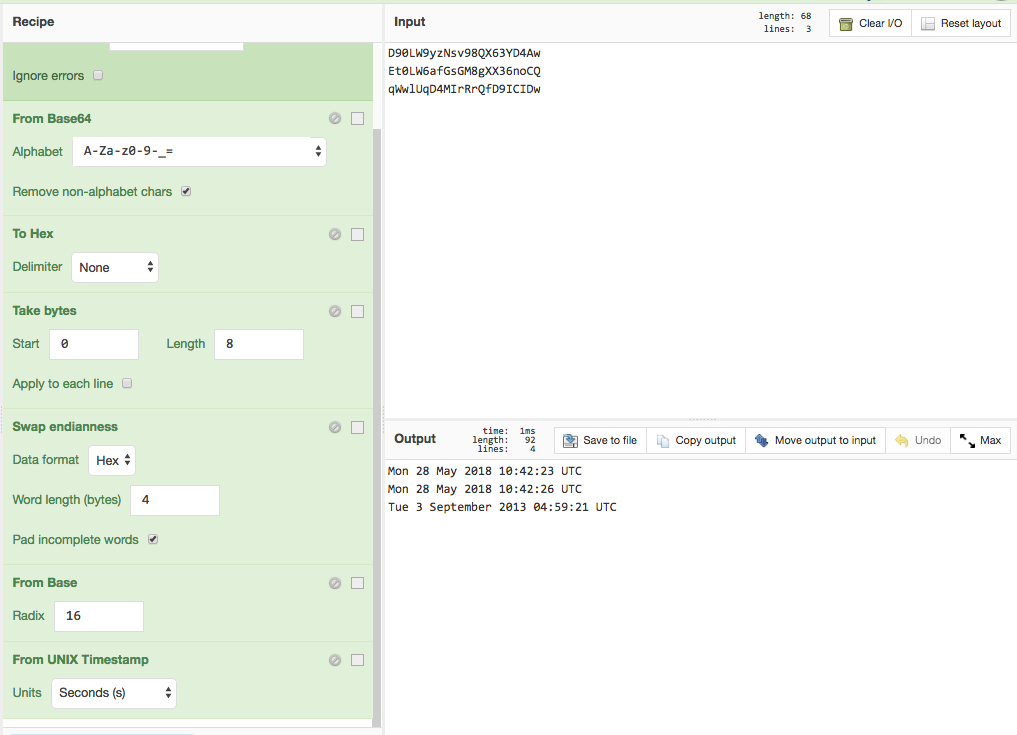 Recipe
Ignore errors
From Base64
Alphabet A-Za-z0-9-_=
Remove non-alphabet chars
To Hex
Delimiter None
Take bytes
Start 0 Length 8
Apply to each line
Swap endianness
Data format Hex
Word length (bytes) 4
Pad incomplete words
From Base
Radix 16
From UNIX Timestamp
Units Seconds (s)
Input
length: 68
lines: 3
Clear I/O Reset layout
D90LW9yzNsv98QX63YD4Aw
Et0LW6afGsGM8gXX36noCQ
qWwlUqD4MIrRrQfD9ICIDw
Output
time: 1ms
length: 92
lines: 4
Save to file Copy output Move output to input Undo Max
Mon 28 May 2018 10:42:23 UTC
Mon 28 May 2018 10:42:26 UTC
Tue 3 September 2013 04:59:21 UTC